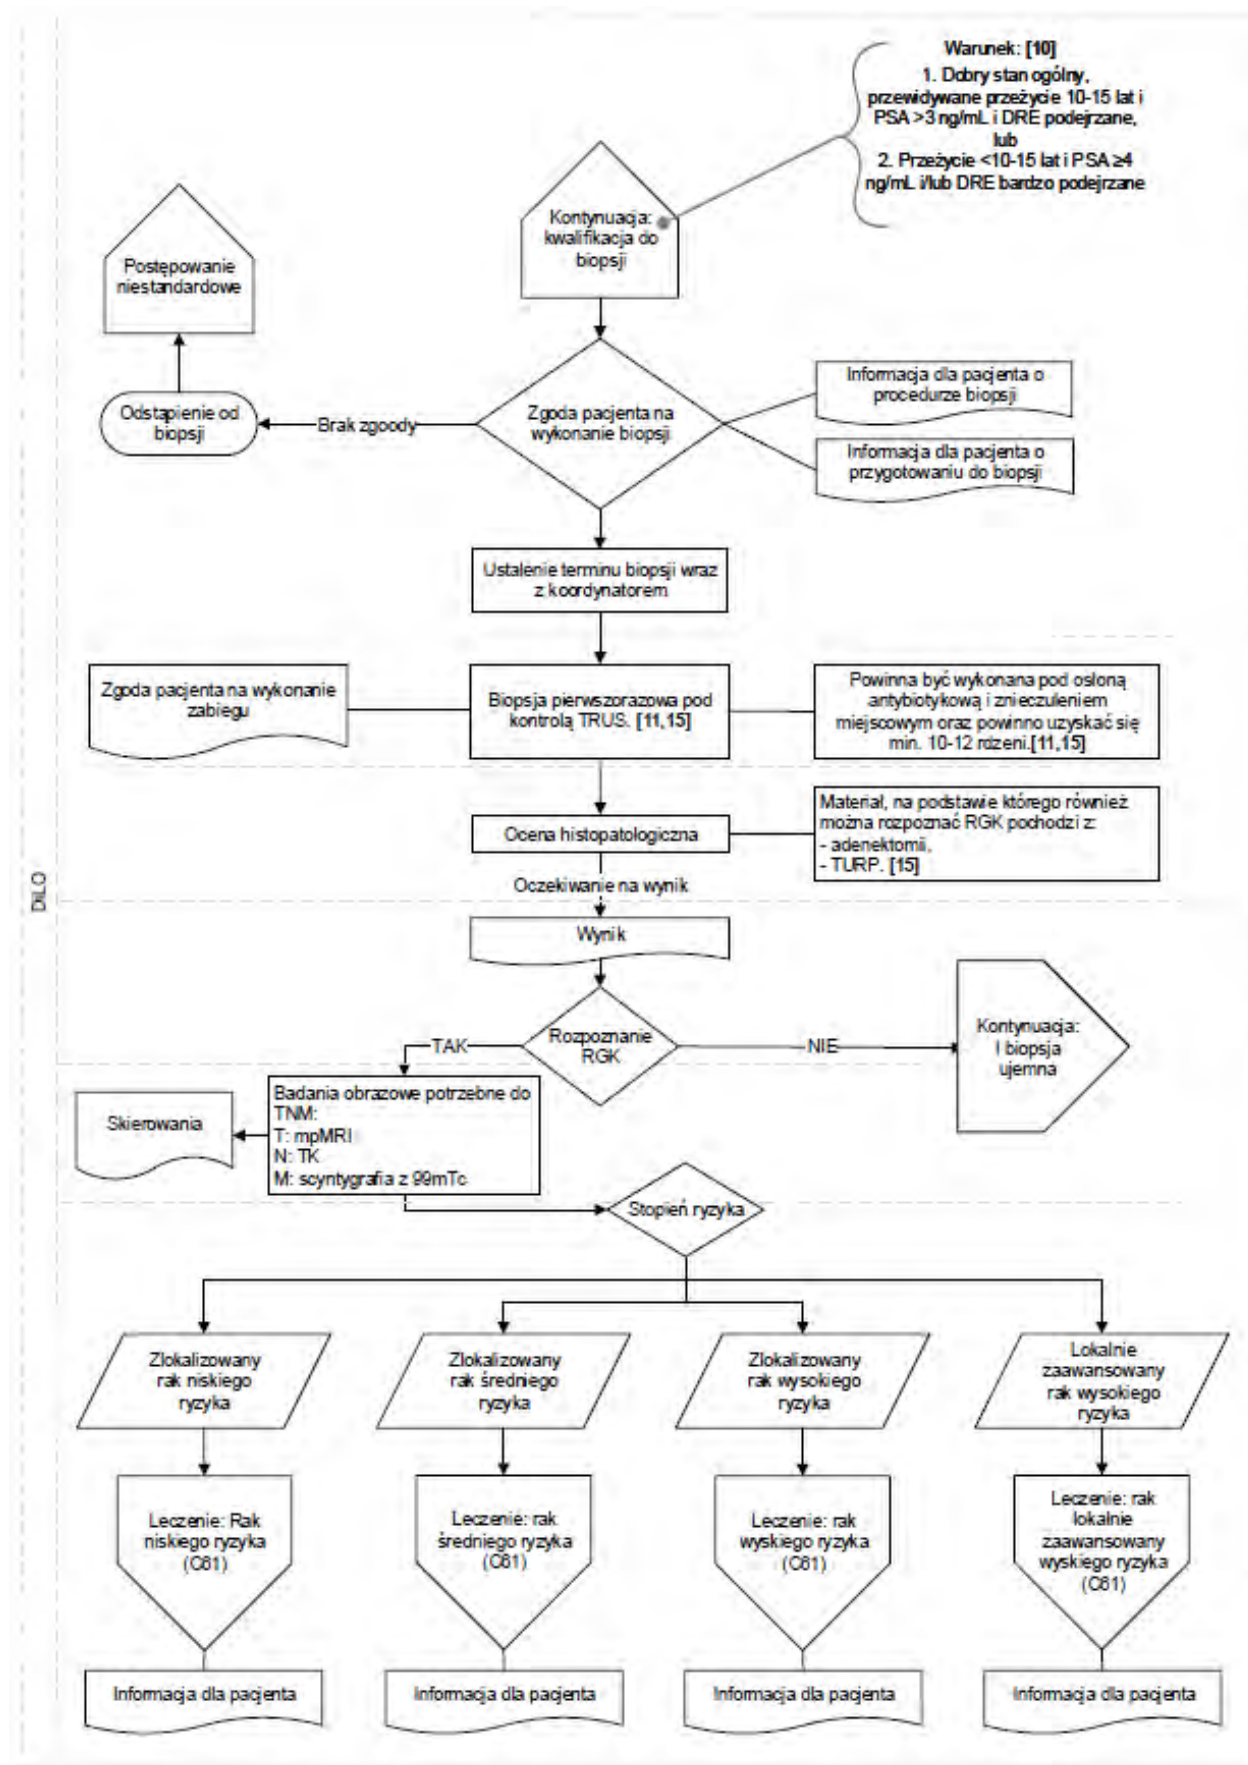 Warunek: [10]
1. Dobry stan ogólny,
przewidywane przeżycie 10-15 lat i
PSA >3 ng/mL i DRE podejrzane,
lub
2. Przeżycie <10-15 lat i PSA ≥4
ng/mL i/lub DRE bardzo podejrzane
Kontynuacja:
kwalifikacja do
biopsji
Postępowanie
niestandardowe
Informacja dla pacjenta o
procedurze biopsji
Odstąpienie od
biopsji
Brak zgoody
Zgoda pacjenta na
wykonanie biopsji
Informacja dla pacjenta o
przygotowaniu do biopsji
Ustalenie terminu biopsji wraz
z koordynatorem
Zgoda pacjenta na wykonanie
zabiegu
Biopsja pierwszorazowa pod
kontrolą TRUS. [11,15]
Powinna być wykonana pod osłoną
antybiotykową i znieczuleniem
miejscowym oraz powinno uzyskać się
min. 10-12 rdzeni.[11,15]
Ocena histopatologiczna
Materiał, na podstawie którego również
można rozpoznać RGK pochodzi z:
- adenektomii,
- TURP. [15]
Oczekiwanie na wynik
DiLO
Wynik
Rozpoznanie
RGK
TAK
NIE
Kontynuacja:
I biopsja
ujemna
Skierowania
Badania obrazowe potrzebne do
TNM:
T: mpMRI
N: TK
M: scyntygrafia z 99mTc
Stopień ryzyka
Zlokalizowany
rak niskiego
ryzyka
Zlokalizowany
rak średniego
ryzyka
Zlokalizowany
rak wysokiego
ryzyka
Lokalnie
zaawansowany
rak wysokiego
ryzyka
Leczenie: Rak
niskiego ryzyka
(C61)
Leczenie: rak
średniego ryzyka
(C61)
Leczenie: rak
wyskiego ryzyka
(C61)
Leczenie: rak
lokalnie
zaawansowany
wyskiego ryzyka
(C61)
Informacja dla pacjenta
Informacja dla pacjenta
Informacja dla pacjenta
Informacja dla pacjenta